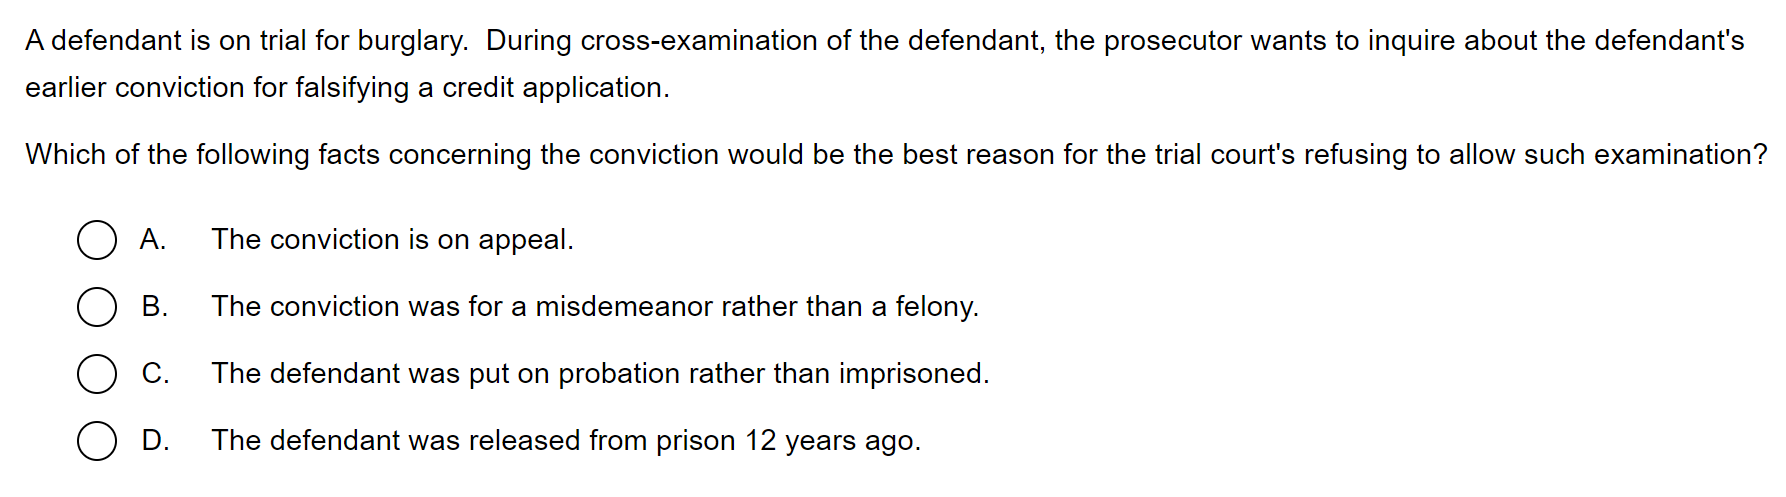 A defendant is on trial for burglary.  During cross-examination of the defendant, the prosecutor wants to inquire about the defendant's
earlier conviction for falsifying a credit application.
Which of the following facts concerning the conviction would be the best reason for the trial court's refusing to allow such examination?
A. The conviction is on appeal.
B. The conviction was for a misdemeanor rather than a felony.
C. The defendant was put on probation rather than imprisoned.
D. The defendant was released from prison 12 years ago.